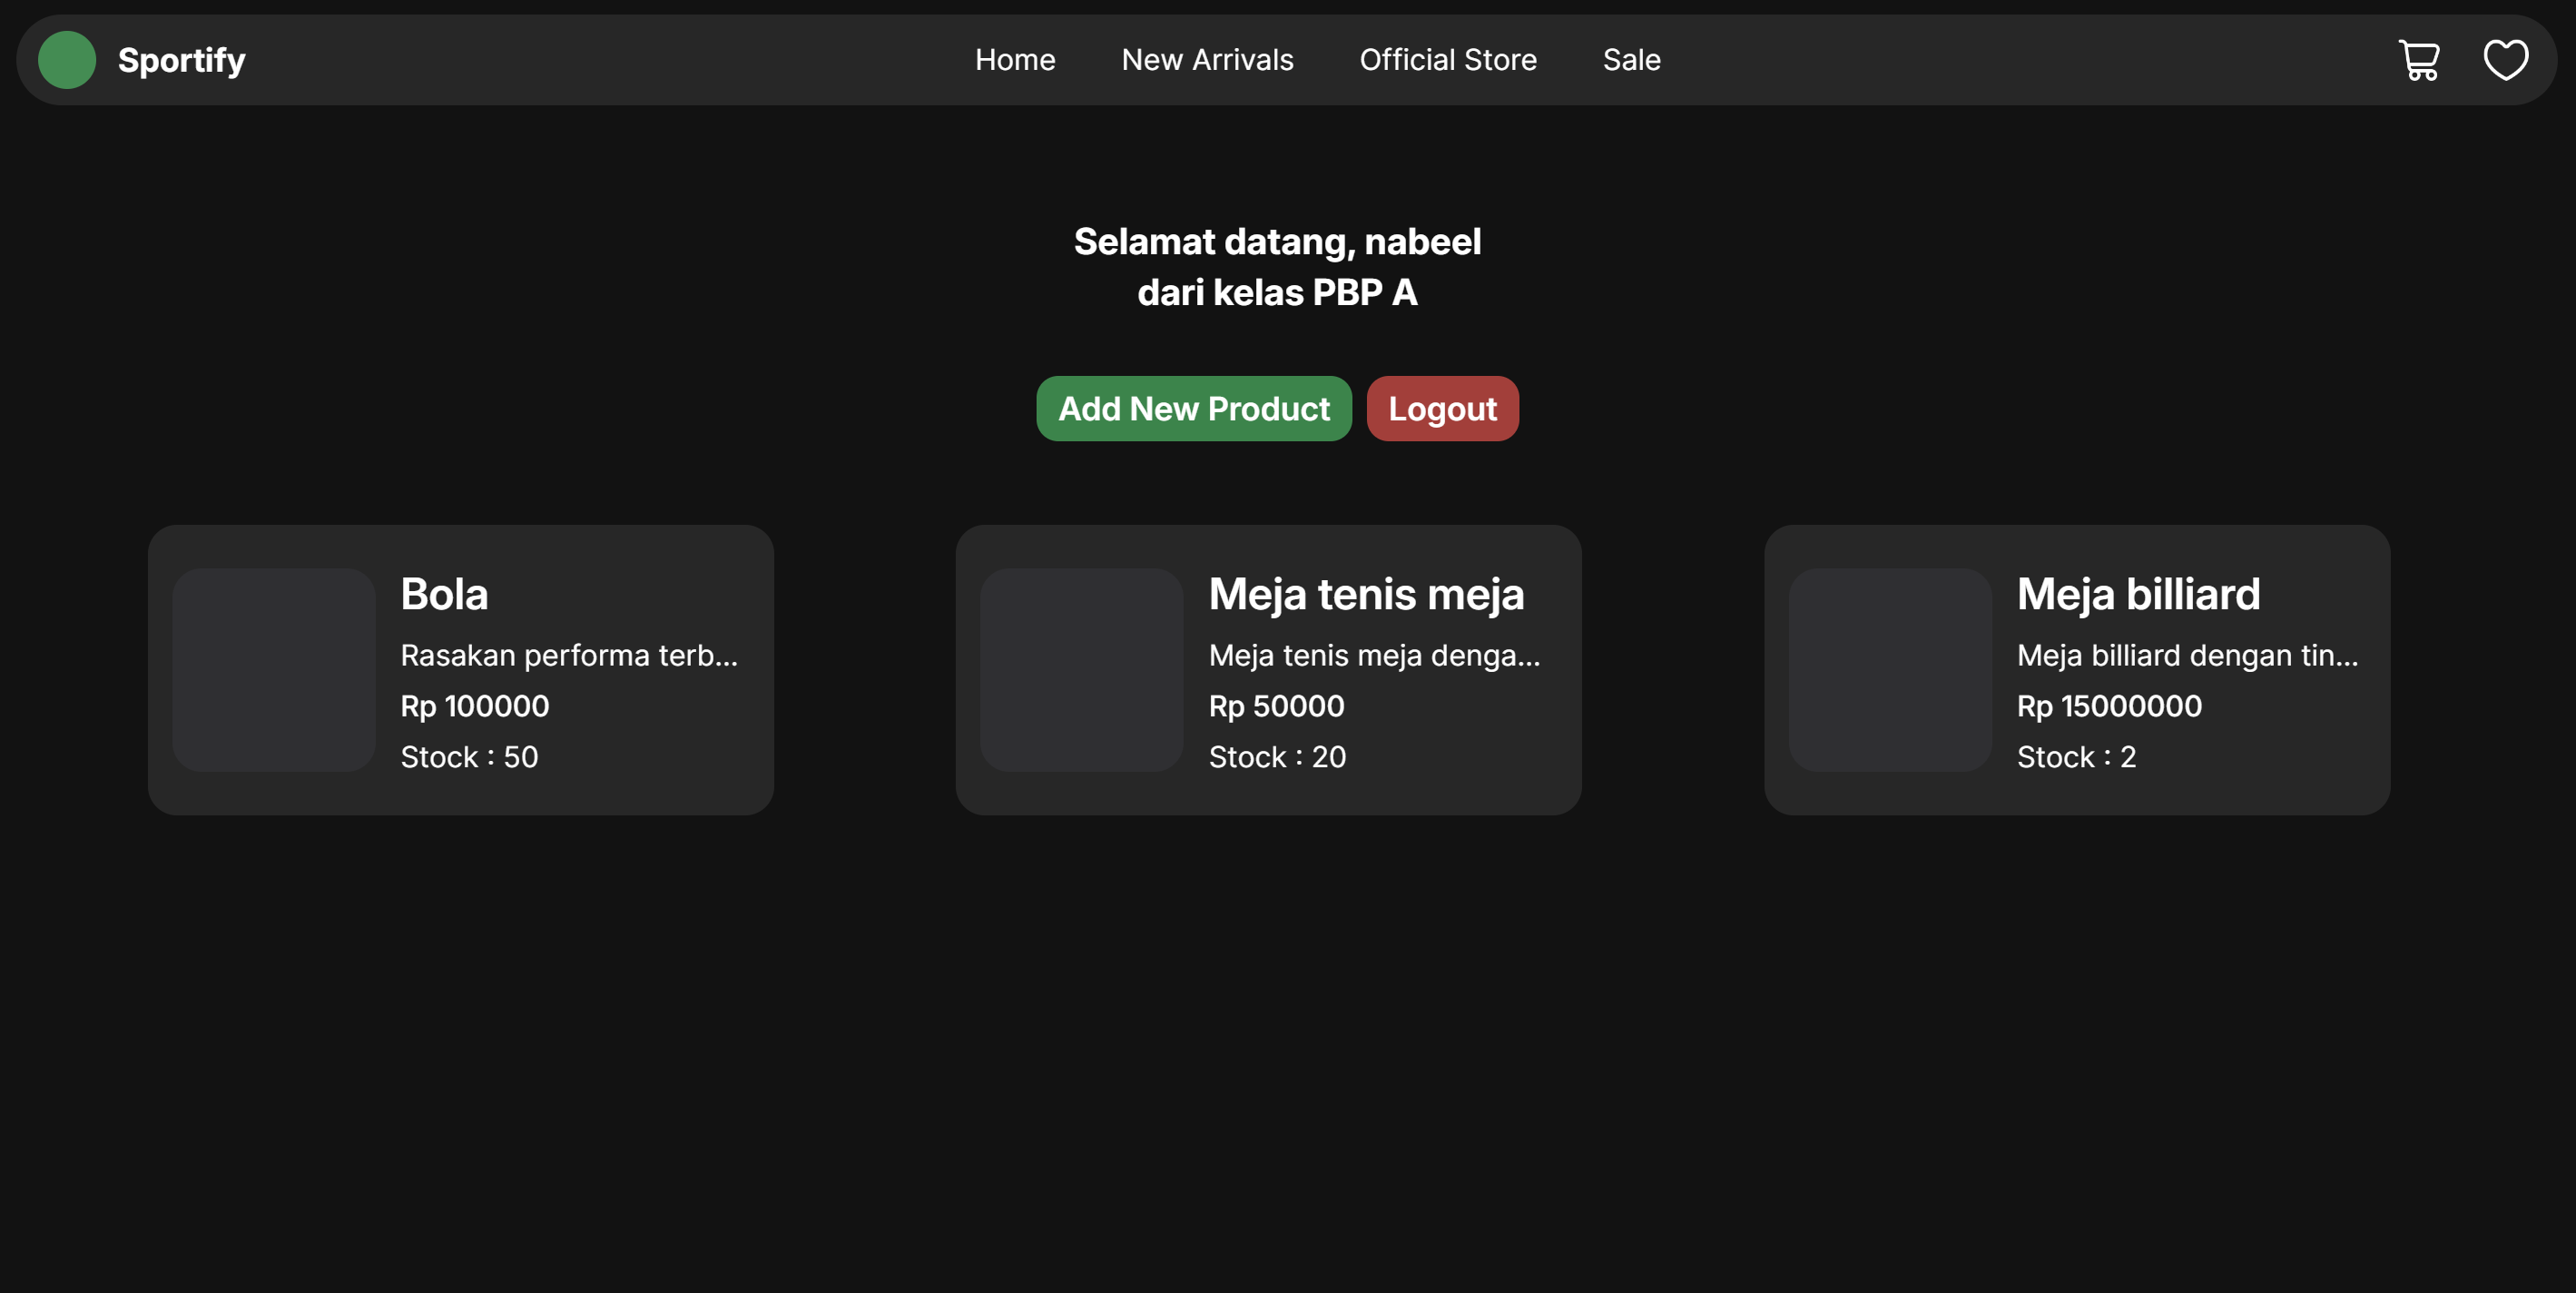 Sportify
Home
New Arrivals
Official Store
Sale
Selamat datang, nabeel
dari kelas PBP A
Add New Product
Logout
Bola
Rasakan performa terb...
Rp 100000
Stock : 50
Meja tenis meja
Meja tenis meja denga...
Rp 50000
Stock : 20
Meja billiard
Meja billiard dengan tin...
Rp 15000000
Stock : 2